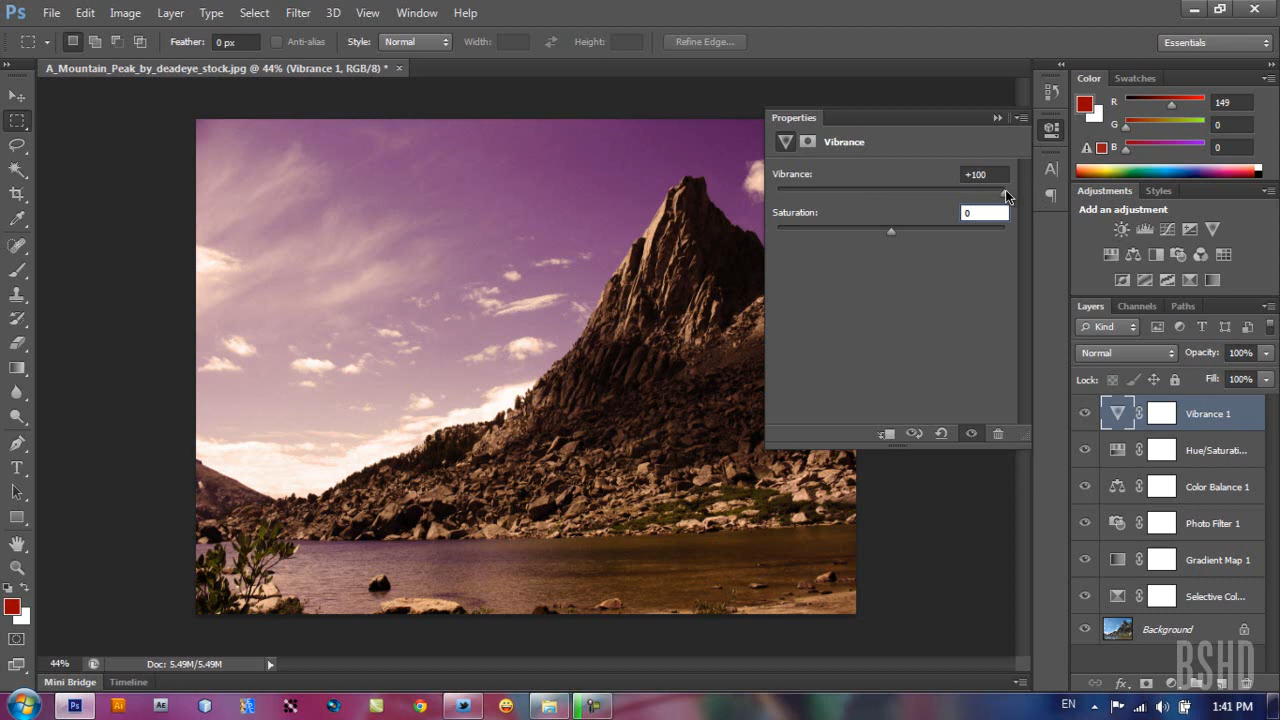 Ps File Edit Image Layer Type Select Filter 3D View Window Help
Feather: 0 px Anti-alias Style: Normal Width: Height: Refine Edge... Essentials
A_Mountain_Peak_by_deadeye_stock.jpg @ 44% (Vibrance 1, RGB/8) * ×
Properties
Vibrance
Vibrance: +100
Saturation: 0
Color Swatches
R 149
G 0
B 0
Adjustments Styles
Add an adjustment
Layers Channels Paths
Kind
Normal Opacity: 100%
Lock: Fill: 100%
Vibrance 1
Hue/Saturati...
Color Balance 1
Photo Filter 1
Gradient Map 1
Selective Col...
Background
BSHD
44% Doc: 5.49M/5.49M
Mini Bridge Timeline
Ps Ai Ae EN 1:41 PM